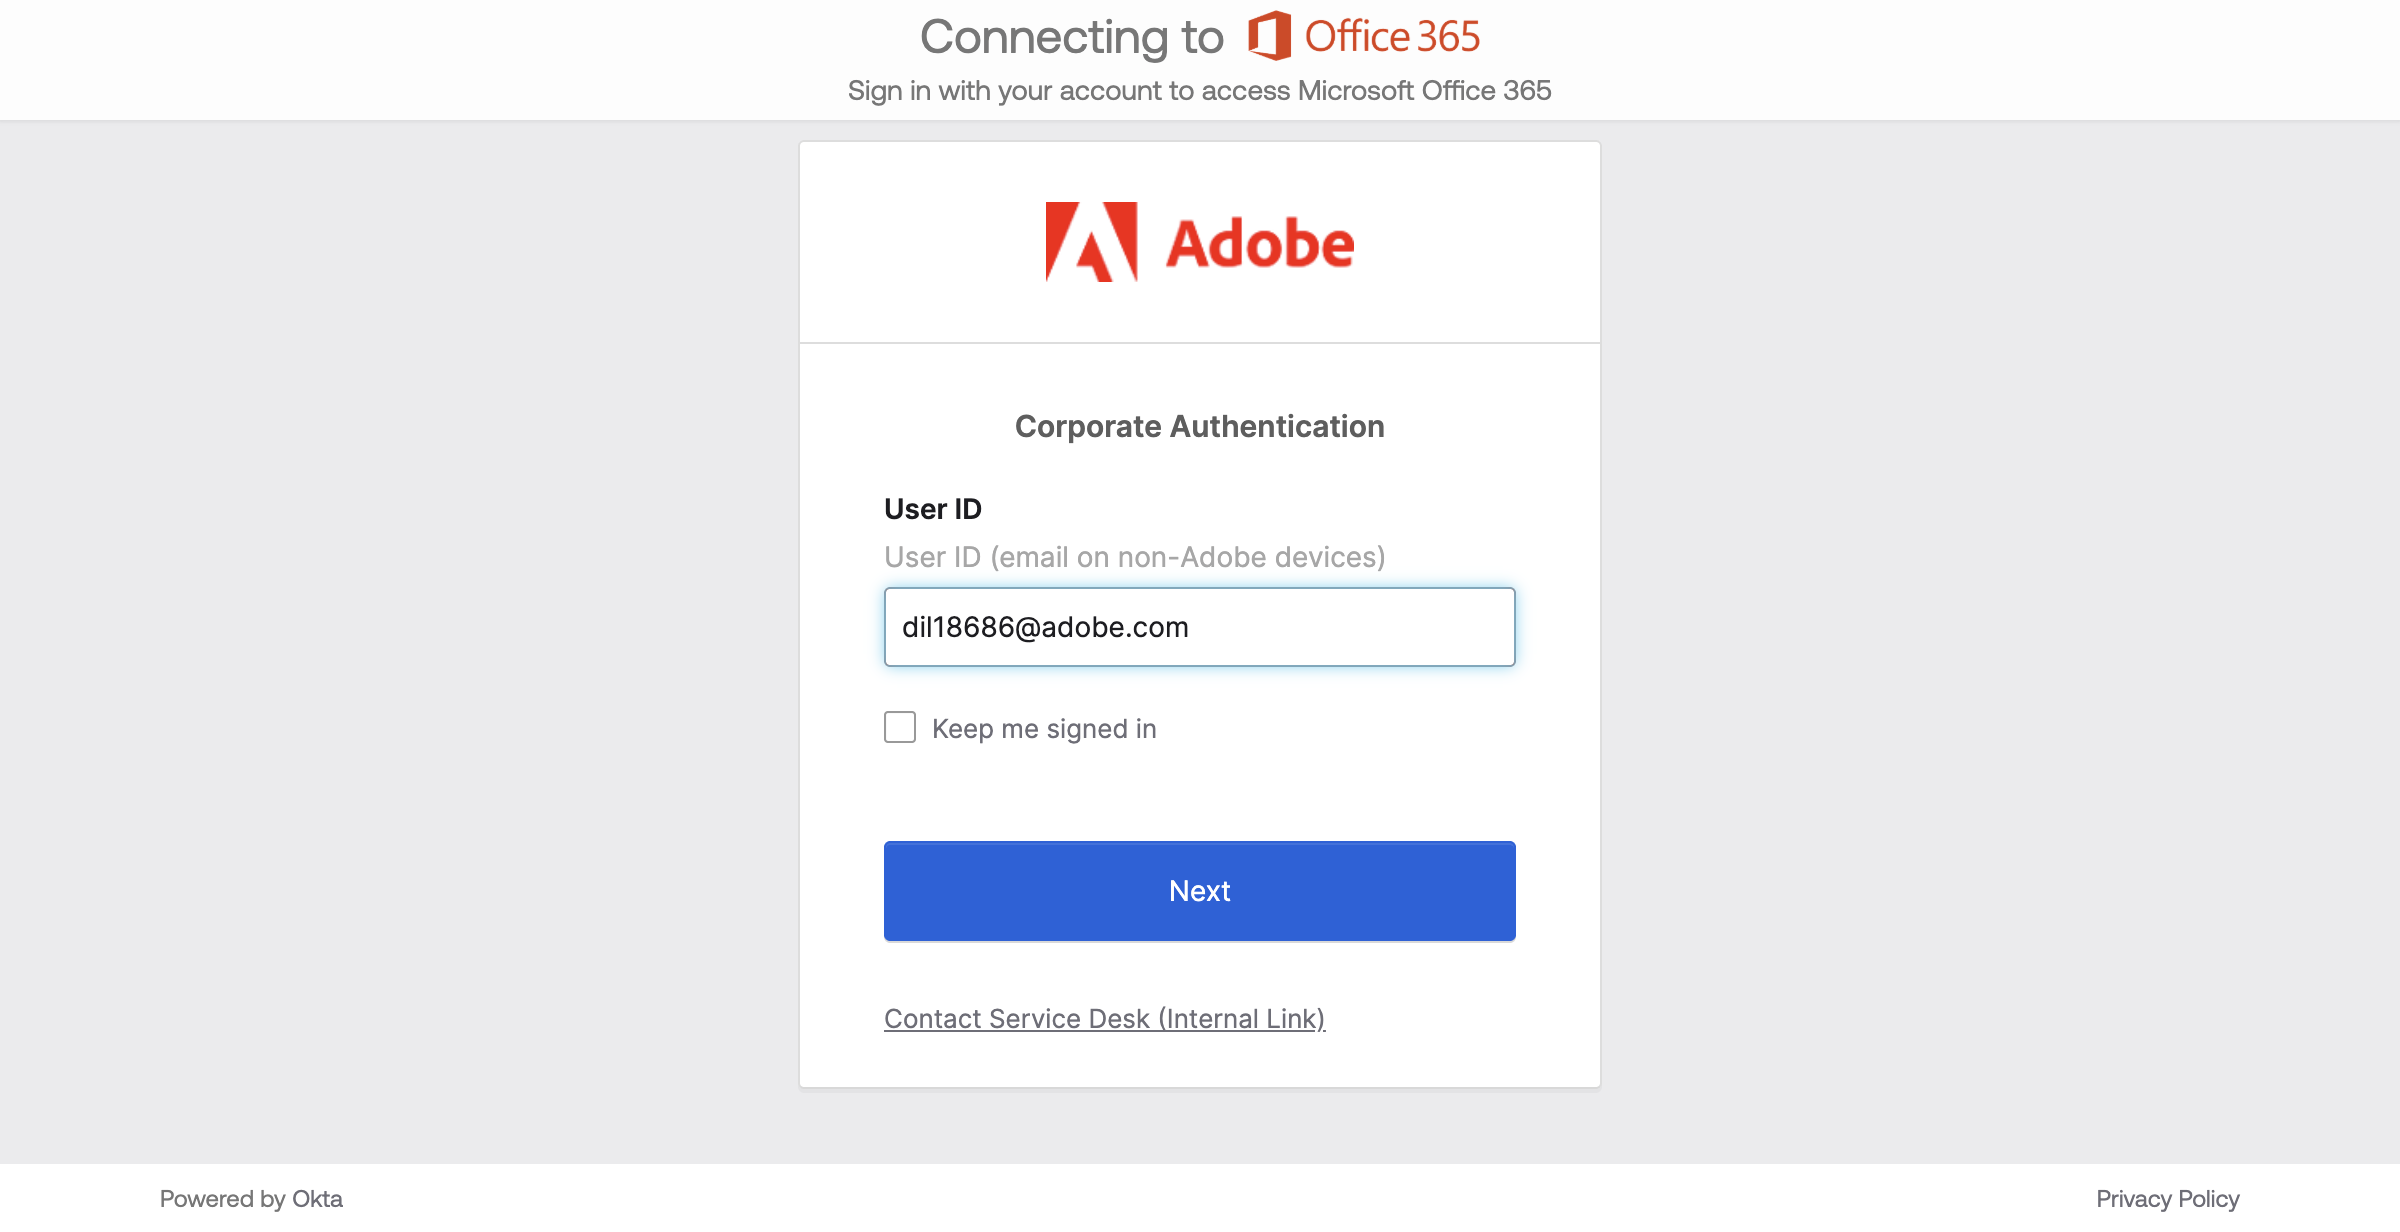 Connecting to Office 365
Sign in with your account to access Microsoft Office 365
Adobe
Corporate Authentication
User ID
User ID (email on non-Adobe devices)
dil18686@adobe.com
Keep me signed in
Next
Contact Service Desk (Internal Link)
Powered by Okta
Privacy Policy